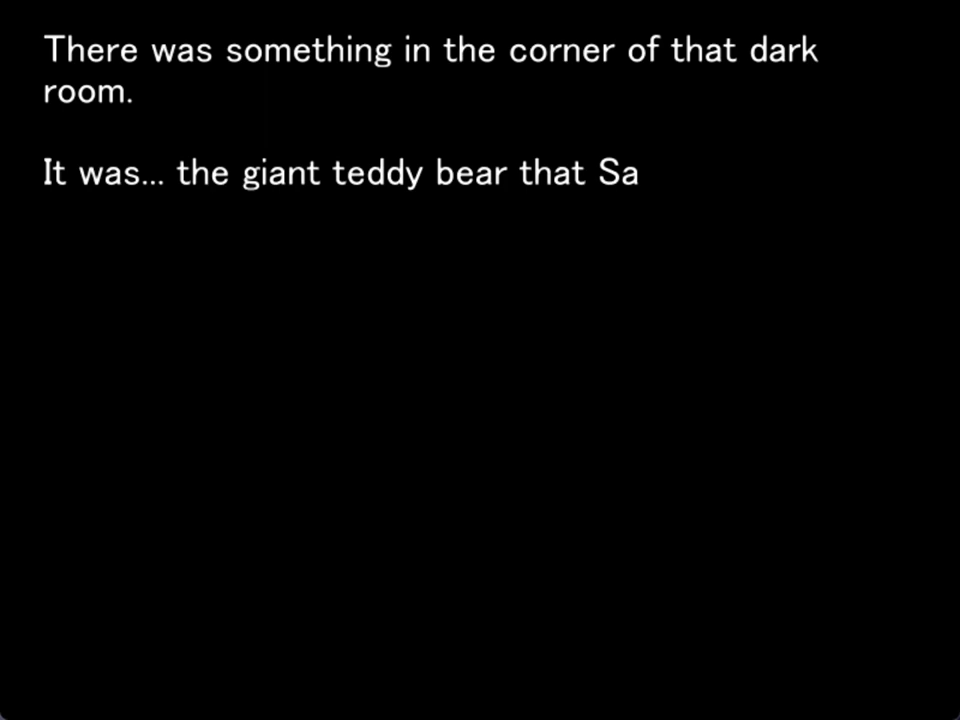 There was something in the corner of that dark
room.
It was... the giant teddy bear that Sa